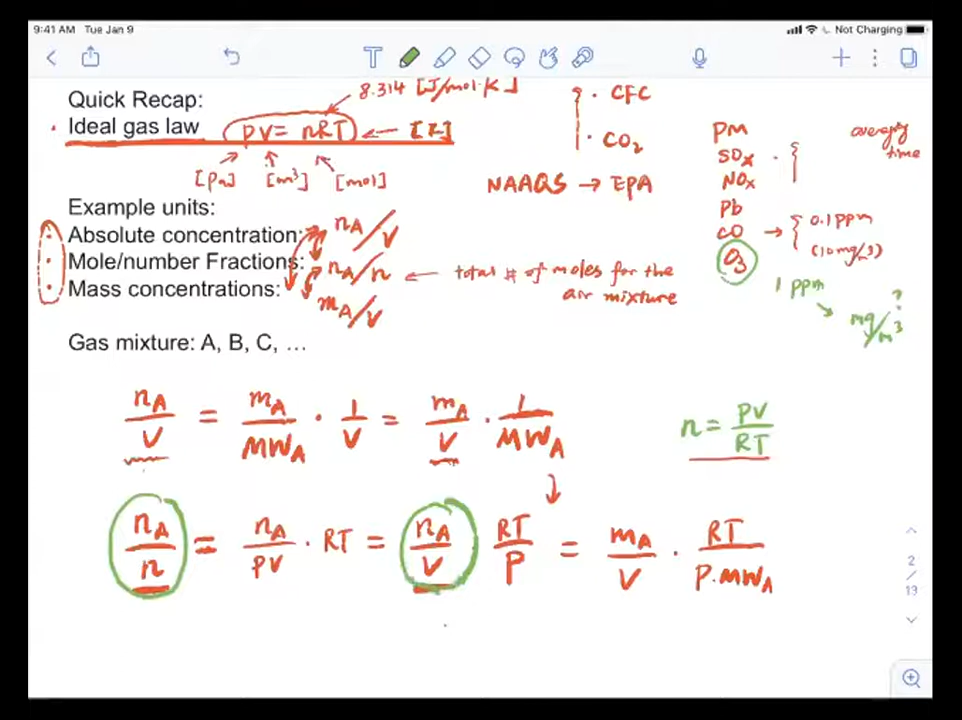 9:41 AM Tue Jan 9
Not Charging
Quick Recap:
8.314 [J/mol·K]
Ideal gas law PV = nRT ← [K]
[Pa] [m³] [mol]
· CFC
· CO₂
NAAQS → EPA
PM
SOx
NOx
Pb
CO → { 0.1 ppm
(10 mg/m³)
O₃
averaging time
1 ppm
mg/m³ ?
Example units:
Absolute concentration: nA/V
Mole/number Fractions: nA/n ← total # of moles for the air mixture
Mass concentrations: mA/V
Gas mixture: A, B, C, …
nA/V = mA/MWA · 1/V = mA/V · 1/MWA
n = PV/RT
nA/n = nA/PV · RT = nA/V RT/P = mA/V · RT/P·MWA
2 / 13